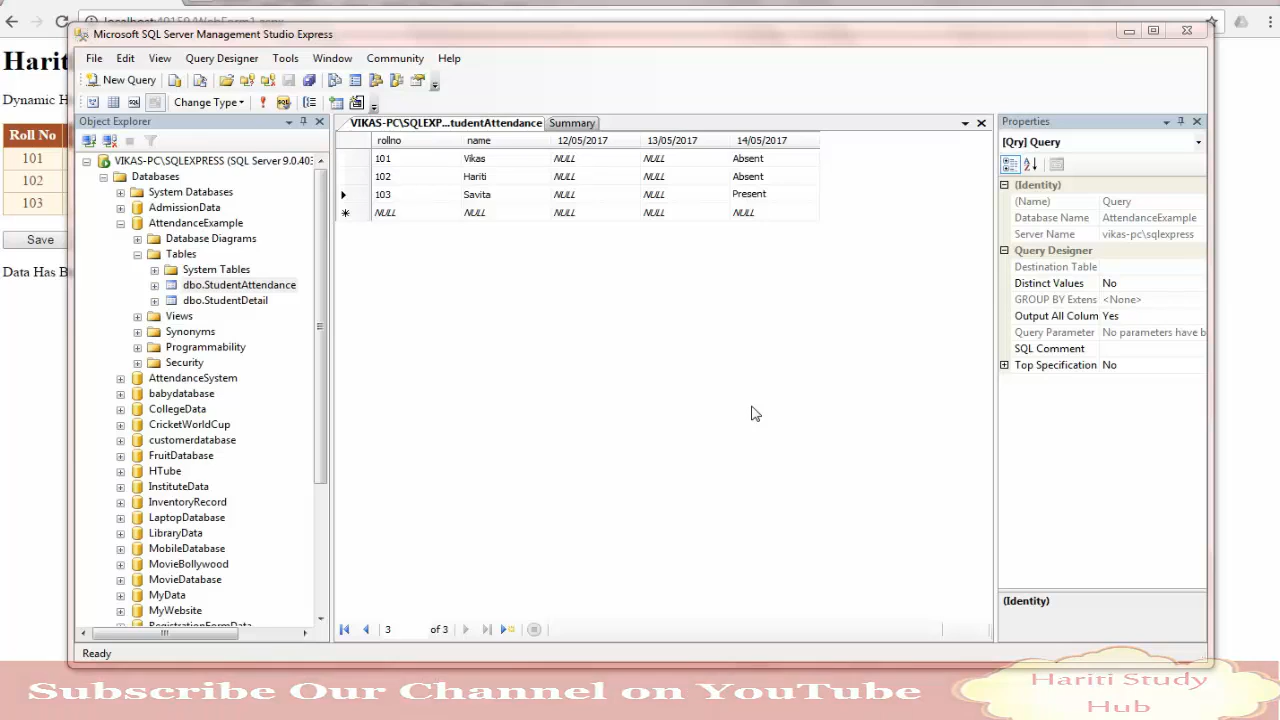 localhost:49159/WebForm1.aspx
Microsoft SQL Server Management Studio Express
Harit
File Edit View Query Designer Tools Window Community Help
New Query
Dynamic H
Change Type
Object Explorer
VIKAS-PC\SQLEXP...tudentAttendance Summary
Properties
Roll No
101
102
103
Save
Data Has B
VIKAS-PC\SQLEXPRESS (SQL Server 9.0.403
Databases
System Databases
AdmissionData
AttendanceExample
Database Diagrams
Tables
System Tables
dbo.StudentAttendance
dbo.StudentDetail
Views
Synonyms
Programmability
Security
AttendanceSystem
babydatabase
CollegeData
CricketWorldCup
customerdatabase
FruitDatabase
HTube
InstituteData
InventoryRecord
LaptopDatabase
LibraryData
MobileDatabase
MovieBollywood
MovieDatabase
MyData
MyWebsite
RegistrationFormData
rollno name 12/05/2017 13/05/2017 14/05/2017
101 Vikas NULL NULL Absent
102 Hariti NULL NULL Absent
103 Savita NULL NULL Present
NULL NULL NULL NULL NULL
3 of 3
[Qry] Query
(Identity)
(Name) Query
Database Name AttendanceExample
Server Name vikas-pc\sqlexpress
Query Designer
Destination Table
Distinct Values No
GROUP BY Extens <None>
Output All Colum Yes
Query Parameter No parameters have b
SQL Comment
Top Specification No
(Identity)
Ready
Subscribe Our Channel on YouTube
Hariti Study
Hub